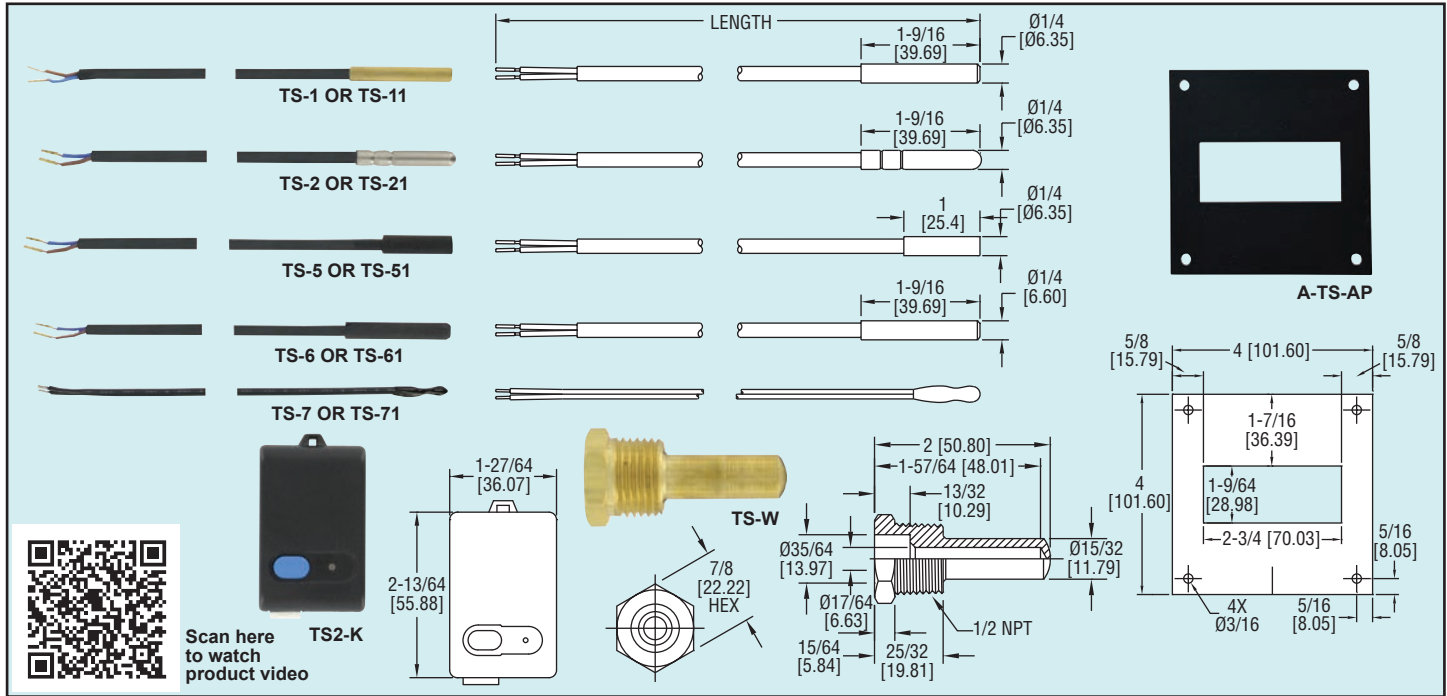 LENGTH
1-9/16
[39.69]
Ø1/4
[Ø6.35]
TS-1 OR TS-11
1-9/16
[39.69]
Ø1/4
[Ø6.35]
TS-2 OR TS-21
1
[25.4]
Ø1/4
[Ø6.35]
TS-5 OR TS-51
1-9/16
[39.69]
Ø1/4
[6.60]
TS-6 OR TS-61
TS-7 OR TS-71
A-TS-AP
5/8
[15.79]
4 [101.60]
5/8
[15.79]
1-7/16
[36.39]
4
[101.60]
1-9/64
[28.98]
2-3/4 [70.03]
5/16
[8.05]
4X
Ø3/16
5/16
[8.05]
Scan here
to watch
product video
TS2-K
1-27/64
[36.07]
2-13/64
[55.88]
TS-W
7/8
[22.22]
HEX
2 [50.80]
1-57/64 [48.01]
13/32
[10.29]
Ø35/64
[13.97]
Ø17/64
[6.63]
15/64
[5.84]
25/32
[19.81]
1/2 NPT
Ø15/32
[11.79]